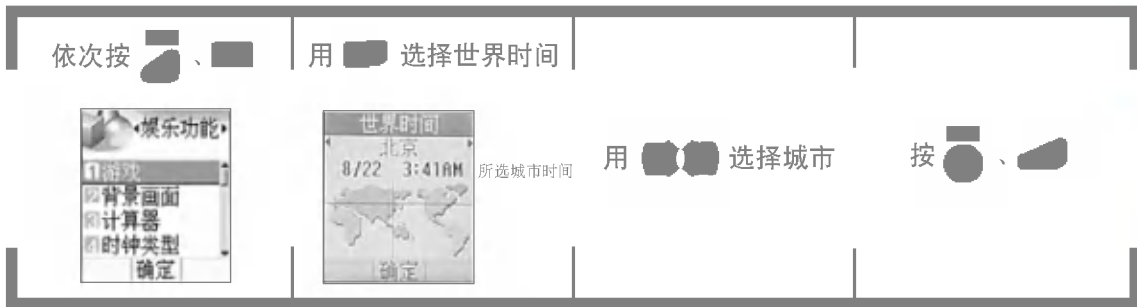 依次按 、
娱乐功能
1 游戏
背景画面
计算器
时钟类型
确定
用 选择世界时间
世界时间
北京
8/22 3:41AM
所选城市时间
确定
用 选择城市
按 、